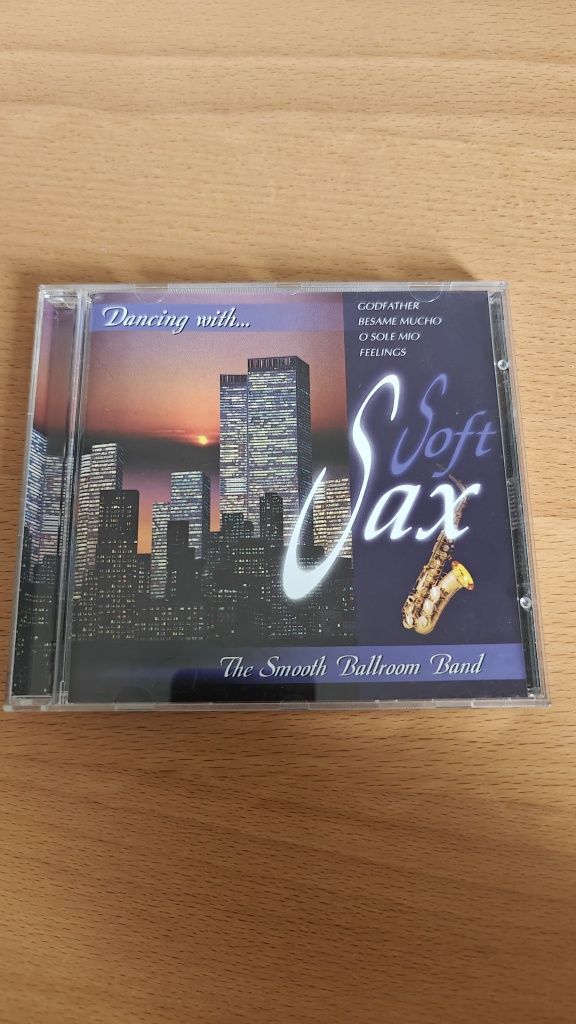 Dancing with...
GODFATHER
BESAME MUCHO
O SOLE MIO
FEELINGS
Soft
Sax
The Smooth Ballroom Band